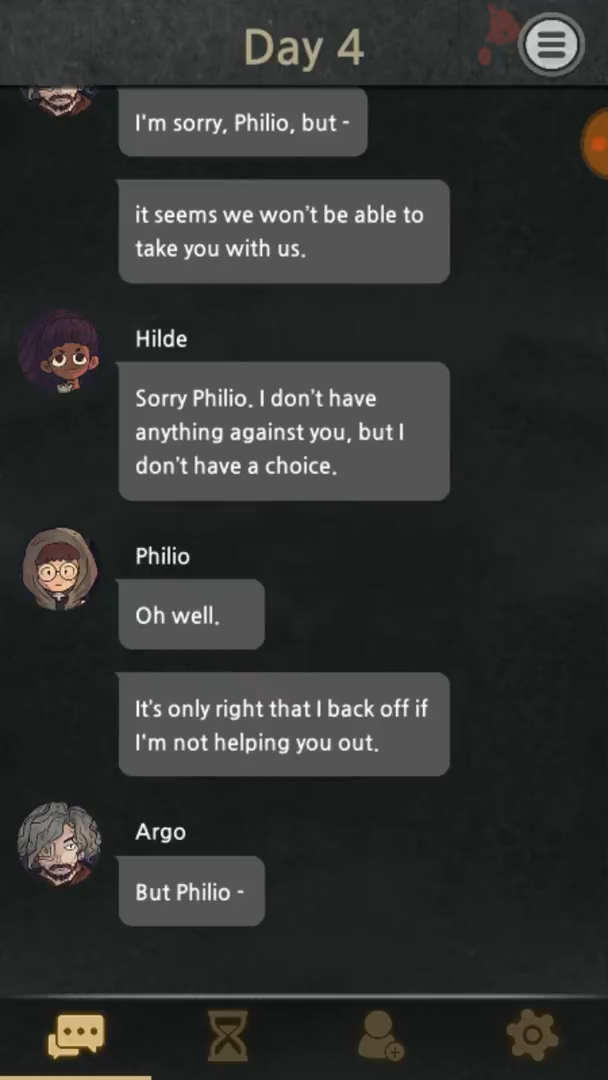 Day 4
I'm sorry, Philio, but -
it seems we won't be able to
take you with us.
Hilde
Sorry Philio. I don't have
anything against you, but I
don't have a choice.
Philio
Oh well.
It's only right that I back off if
I'm not helping you out.
Argo
But Philio -